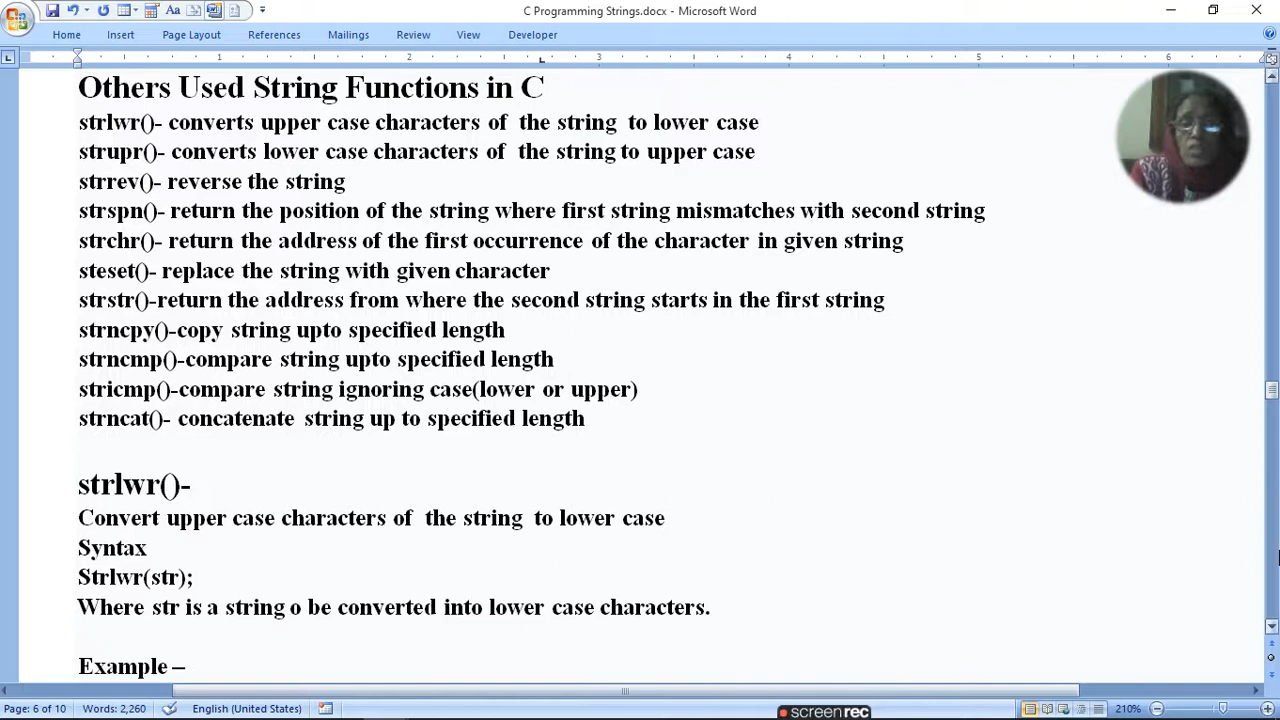 C Programming Strings.docx - Microsoft Word
Home Insert Page Layout References Mailings Review View Developer
1 2 3 4 5 6
Others Used String Functions in C
strlwr()- converts upper case characters of the string to lower case
strupr()- converts lower case characters of the string to upper case
strrev()- reverse the string
strspn()- return the position of the string where first string mismatches with second string
strchr()- return the address of the first occurrence of the character in given string
steset()- replace the string with given character
strstr()-return the address from where the second string starts in the first string
strncpy()-copy string upto specified length
strncmp()-compare string upto specified length
stricmp()-compare string ignoring case(lower or upper)
strncat()- concatenate string up to specified length
strlwr()-
Convert upper case characters of the string to lower case
Syntax
Strlwr(str);
Where str is a string o be converted into lower case characters.
Example –
Page: 6 of 10 Words: 2,260 English (United States) 210%
screenrec